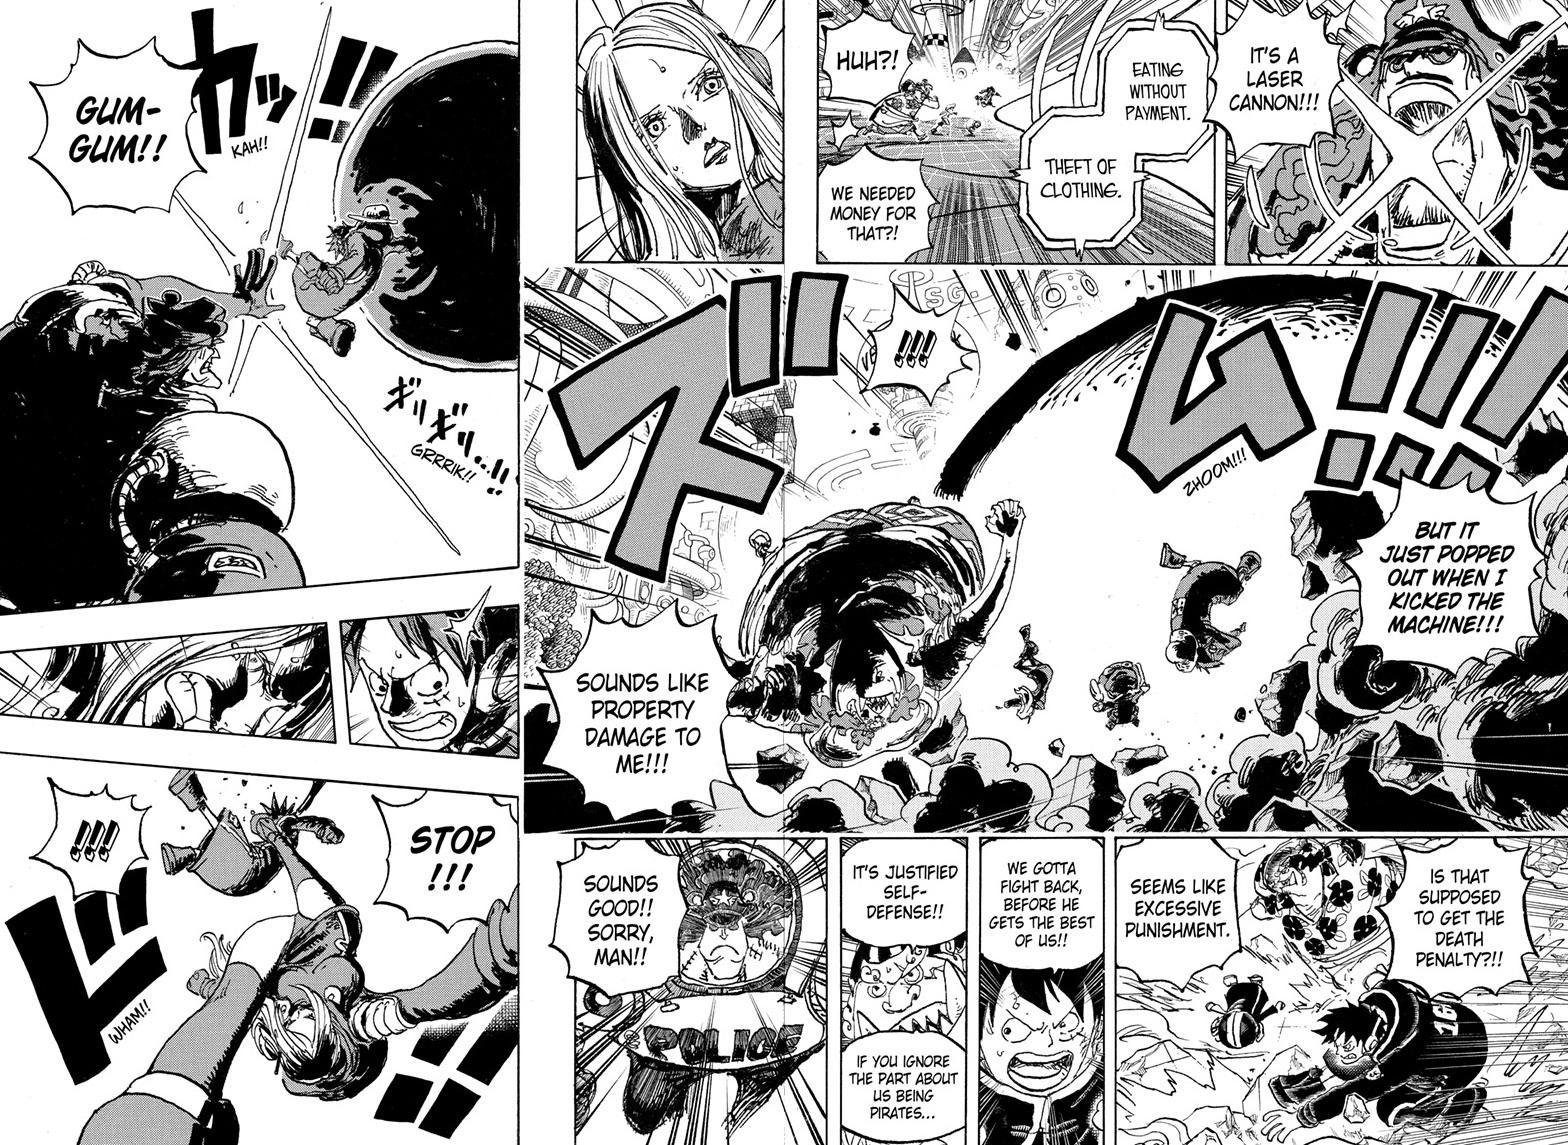 IT'S A
LASER
CANNON!!!
EATING
WITHOUT
PAYMENT.
THEFT OF
CLOTHING.
HUH?!
WE NEEDED
MONEY FOR
THAT?!
BUT IT
JUST POPPED
OUT WHEN I
KICKED THE
MACHINE!!!
ズム!!!
ZHOOM!!!
!!!
SG
SOUNDS LIKE
PROPERTY
DAMAGE TO
ME!!!
IS THAT
SUPPOSED
TO GET THE
DEATH
PENALTY?!!
SEEMS LIKE
EXCESSIVE
PUNISHMENT.
WE GOTTA
FIGHT BACK,
BEFORE HE
GETS THE BEST
OF US!!
IT'S JUSTIFIED
SELF-
DEFENSE!!
IF YOU IGNORE
THE PART ABOUT
US BEING
PIRATES...
SOUNDS
GOOD!!
SORRY,
MAN!!
POLICE
GUM-
GUM!!
カッ!!
KAH!!
ギリギリ...!!
GRRRIK!!
STOP
!!!
!!!
ドド!!
WHAM!!